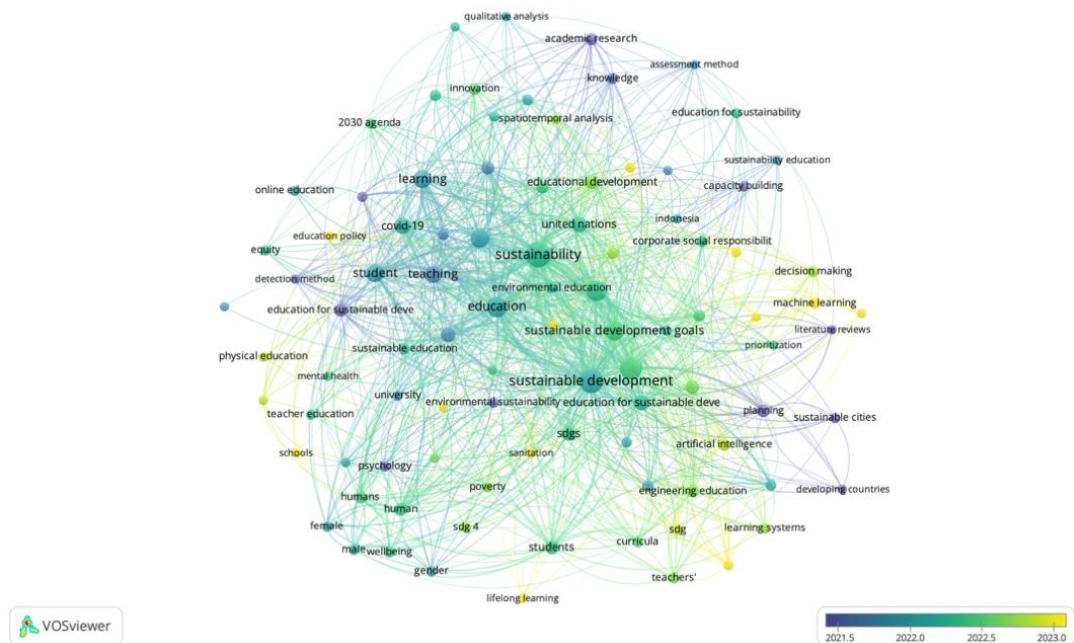 qualitative analysis
academic research
assessment method
knowledge
innovation
education for sustainability
spatiotemporal analysis
2030 agenda
sustainability education
learning
educational development
capacity building
online education
indonesia
covid-19
united nations
education policy
corporate social responsibilit
equity
sustainability
decision making
student
teaching
detection method
environmental education
machine learning
education for sustainable deve
education
literature reviews
sustainable development goals
prioritization
sustainable education
physical education
mental health
sustainable development
university
environmental sustainability
education for sustainable deve
planning
sustainable cities
teacher education
sdgs
artificial intelligence
schools
sanitation
psychology
poverty
engineering education
developing countries
humans
human
female
sdg 4
sdg
learning systems
curricula
male
wellbeing
students
gender
teachers'
lifelong learning
VOSviewer
2021.5 2022.0 2022.5 2023.0